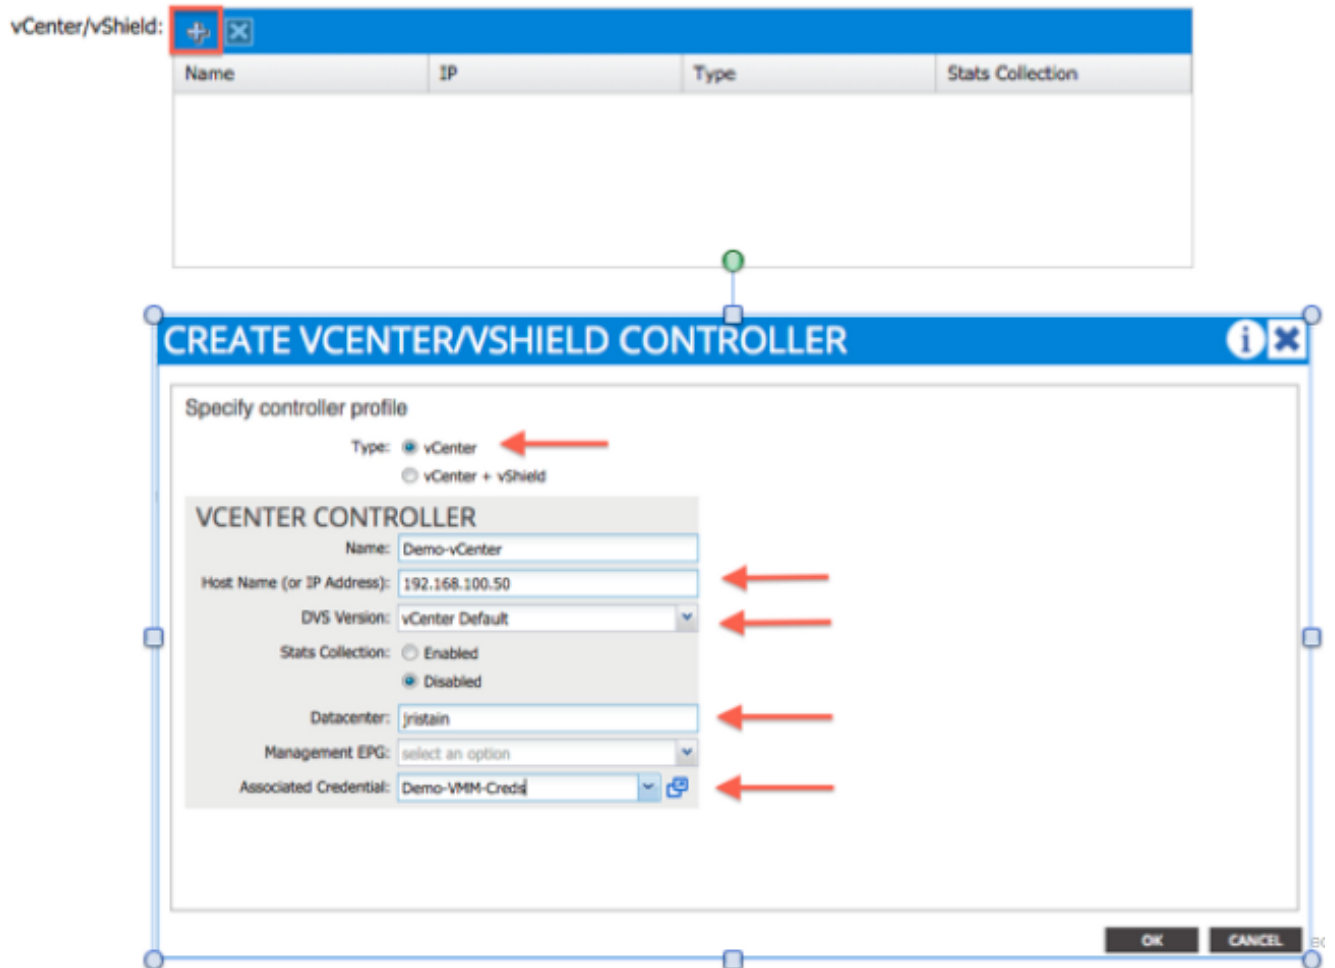 vCenter/vShield:
Name IP Type Stats Collection
CREATE VCENTER/VSHIELD CONTROLLER
Specify controller profile
Type: vCenter
vCenter + vShield
VCENTER CONTROLLER
Name: Demo-vCenter
Host Name (or IP Address): 192.168.100.50
DVS Version: vCenter Default
Stats Collection: Enabled
Disabled
Datacenter: jristain
Management EPG: select an option
Associated Credential: Demo-VMM-Creds
OK CANCEL